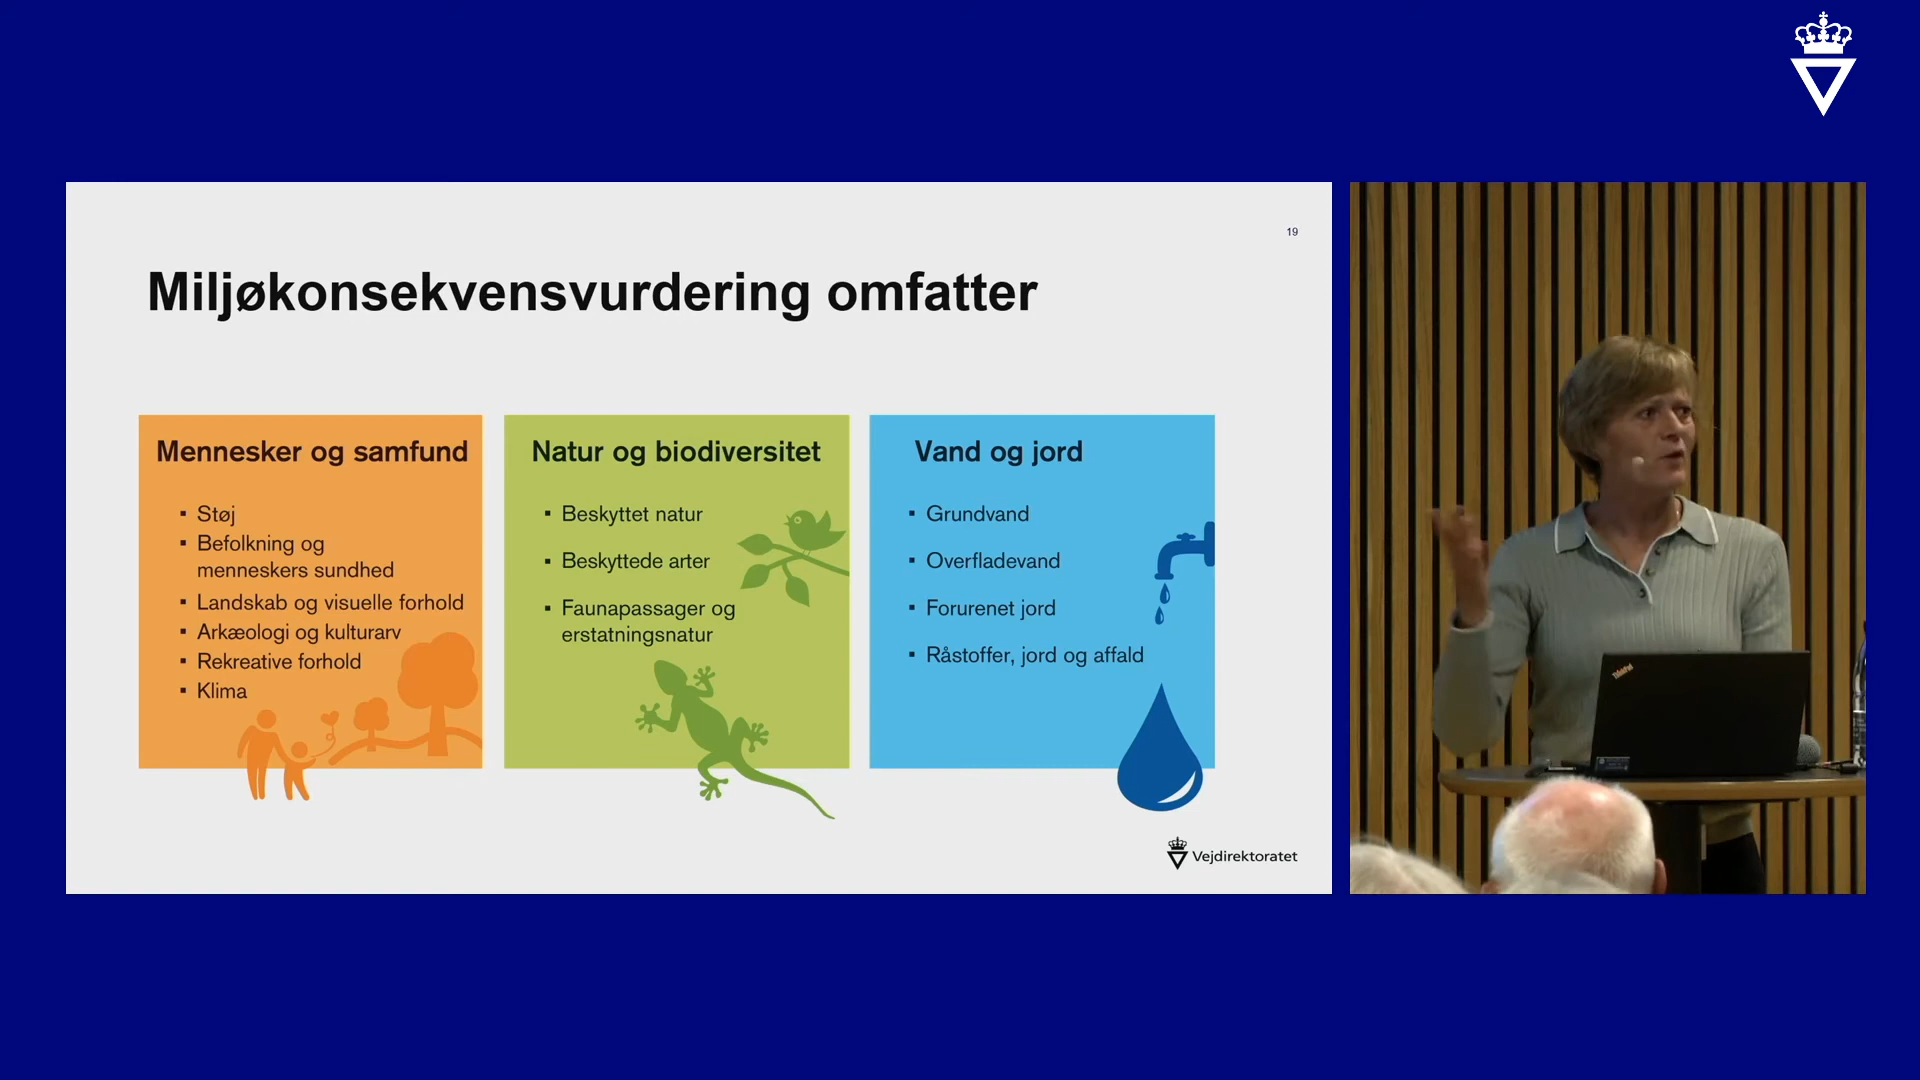 19
Miljøkonsekvensvurdering omfatter
Mennesker og samfund
▪ Støj
▪ Befolkning og
menneskers sundhed
▪ Landskab og visuelle forhold
▪ Arkæologi og kulturarv
▪ Rekreative forhold
▪ Klima
Natur og biodiversitet
▪ Beskyttet natur
▪ Beskyttede arter
▪ Faunapassager og
erstatningsnatur
Vand og jord
▪ Grundvand
▪ Overfladevand
▪ Forurenet jord
▪ Råstoffer, jord og affald
Vejdirektoratet
ThinkPad